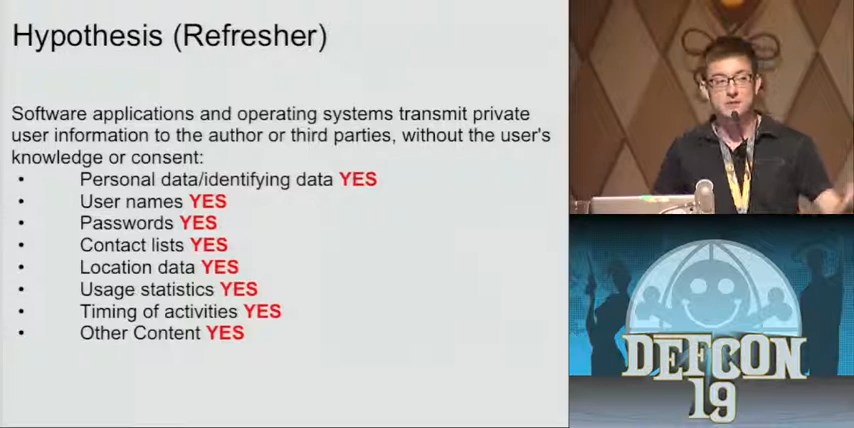 Hypothesis (Refresher)
Software applications and operating systems transmit private
user information to the author or third parties, without the user's
knowledge or consent:
• Personal data/identifying data YES
• User names YES
• Passwords YES
• Contact lists YES
• Location data YES
• Usage statistics YES
• Timing of activities YES
• Other Content YES
DEFCON
19